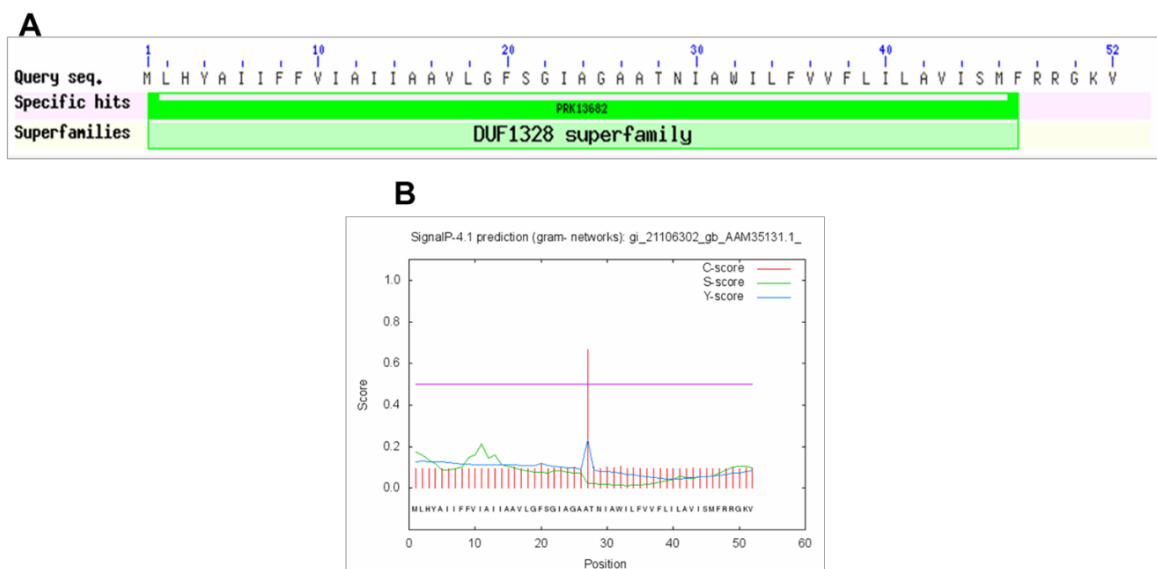 A
1 10 20 30 40 52
Query seq. M L H Y A I I F F V I A I I A A V L G F S G I A G A A T N I A W I L F V V F L I L A V I S M F R R G K V
Specific hits PRK13682
Superfamilies DUF1328 superfamily
B
SignalP-4.1 prediction (gram- networks): gi_21106302_gb_AAM35131.1_
C-score
S-score
Y-score
1.0
0.8
0.6
0.4
0.2
0.0
Score
MLHYAIIFFVIAIIAAVLGFSGIAGAATNIAWILFVVFLILAVISMFRRGKV
0 10 20 30 40 50 60
Position